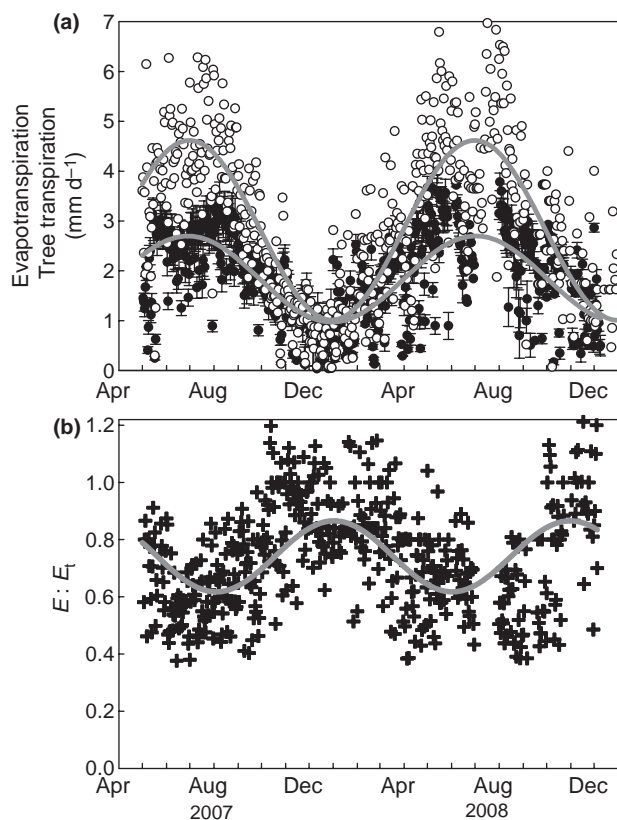 (a)
7
6
5
4
3
2
1
0
Evapotranspiration
Tree transpiration
(mm d⁻¹)
Apr Aug Dec Apr Aug Dec
(b)
1.2
1.0
0.8
0.6
0.4
0.2
0.0
E : Et
Apr Aug Dec Apr Aug Dec
2007 2008